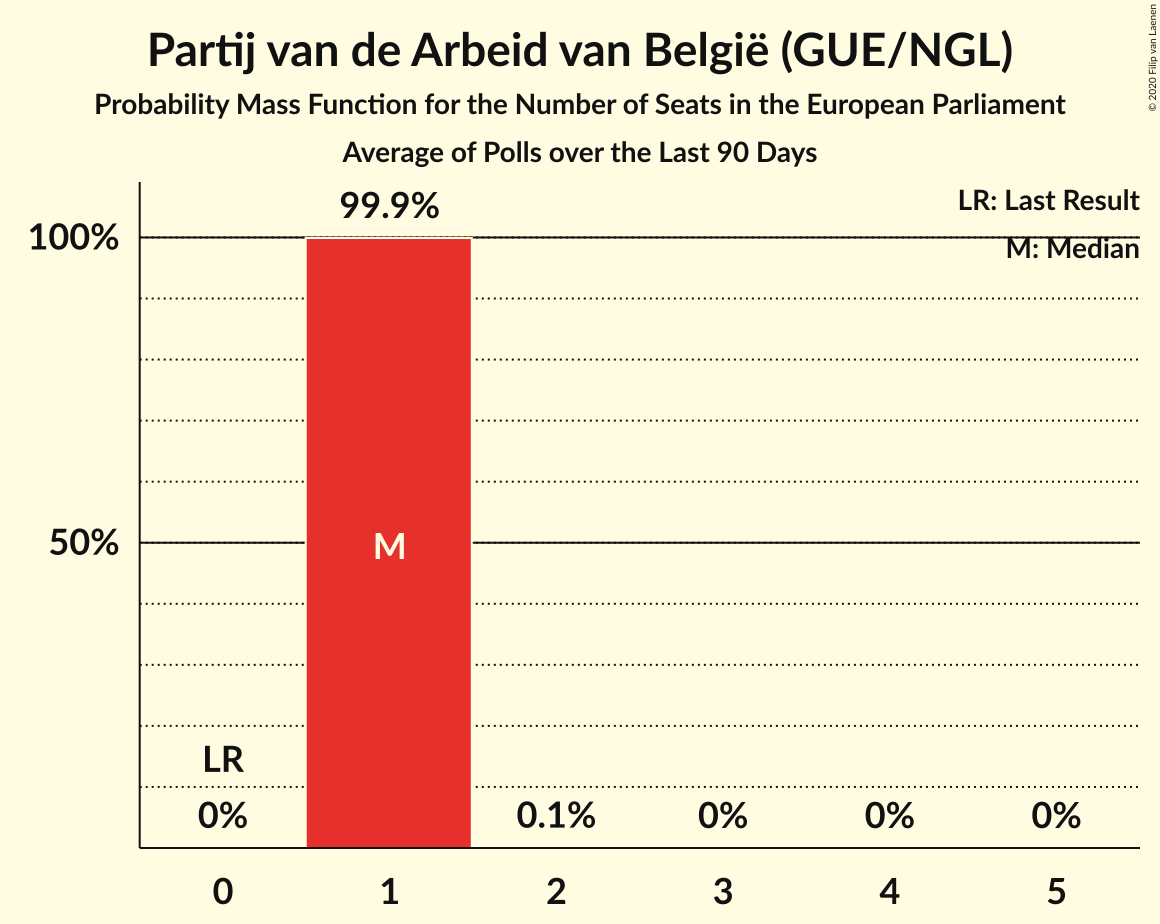 Partij van de Arbeid van België (GUE/NGL)
Probability Mass Function for the Number of Seats in the European Parliament
Average of Polls over the Last 90 Days
© 2020 Filip van Laenen
99.9%
LR: Last Result
100%
M: Median
50%
M
LR
0%
0.1%
0%
0%
0%
0
1
2
3
4
5